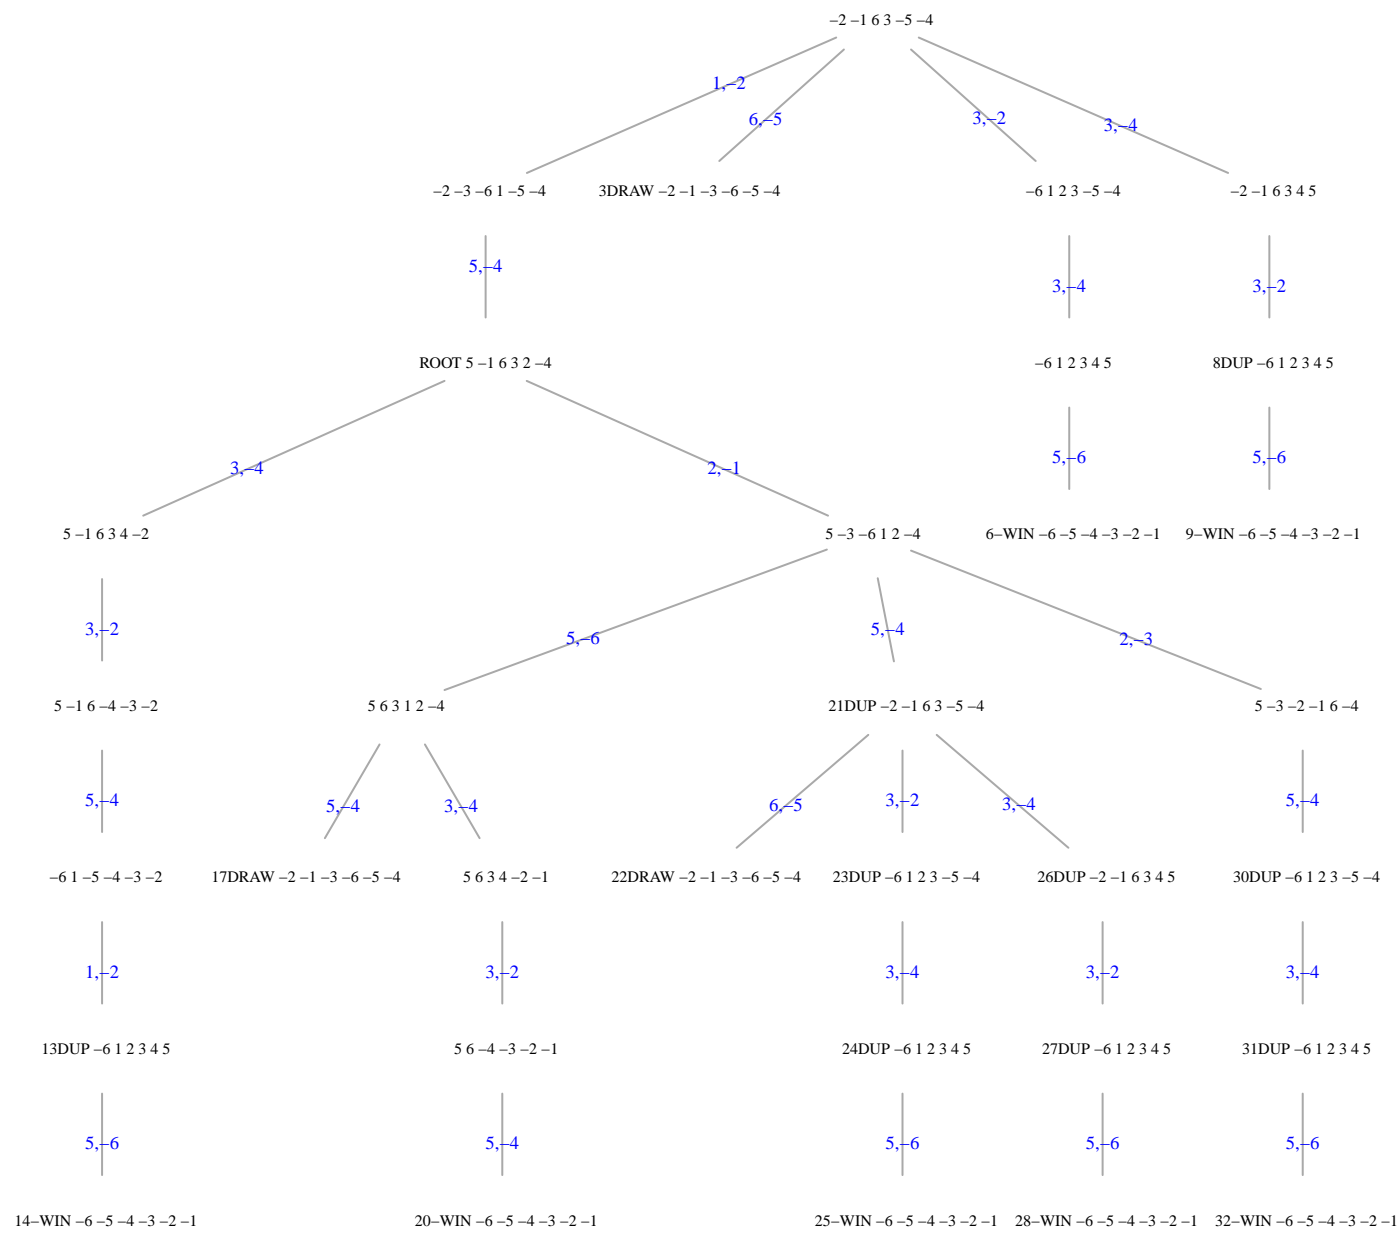 −2 −1 6 3 −5 −4
1,−2
6,−5
3,−2
3,−4
−2 −3 −6 1 −5 −4
3DRAW −2 −1 −3 −6 −5 −4
−6 1 2 3 −5 −4
−2 −1 6 3 4 5
5,−4
3,−4
3,−2
ROOT 5 −1 6 3 2 −4
−6 1 2 3 4 5
8DUP −6 1 2 3 4 5
3,−4
2,−1
5,−6
5,−6
5 −1 6 3 4 −2
5 −3 −6 1 2 −4
6−WIN −6 −5 −4 −3 −2 −1
9−WIN −6 −5 −4 −3 −2 −1
3,−2
5,−6
5,−4
2,−3
5 −1 6 −4 −3 −2
5 6 3 1 2 −4
21DUP −2 −1 6 3 −5 −4
5 −3 −2 −1 6 −4
5,−4
5,−4
3,−4
6,−5
3,−2
3,−4
5,−4
−6 1 −5 −4 −3 −2
17DRAW −2 −1 −3 −6 −5 −4
5 6 3 4 −2 −1
22DRAW −2 −1 −3 −6 −5 −4
23DUP −6 1 2 3 −5 −4
26DUP −2 −1 6 3 4 5
30DUP −6 1 2 3 −5 −4
1,−2
3,−2
3,−4
3,−2
3,−4
13DUP −6 1 2 3 4 5
5 6 −4 −3 −2 −1
24DUP −6 1 2 3 4 5
27DUP −6 1 2 3 4 5
31DUP −6 1 2 3 4 5
5,−6
5,−4
5,−6
5,−6
5,−6
14−WIN −6 −5 −4 −3 −2 −1
20−WIN −6 −5 −4 −3 −2 −1
25−WIN −6 −5 −4 −3 −2 −1
28−WIN −6 −5 −4 −3 −2 −1
32−WIN −6 −5 −4 −3 −2 −1